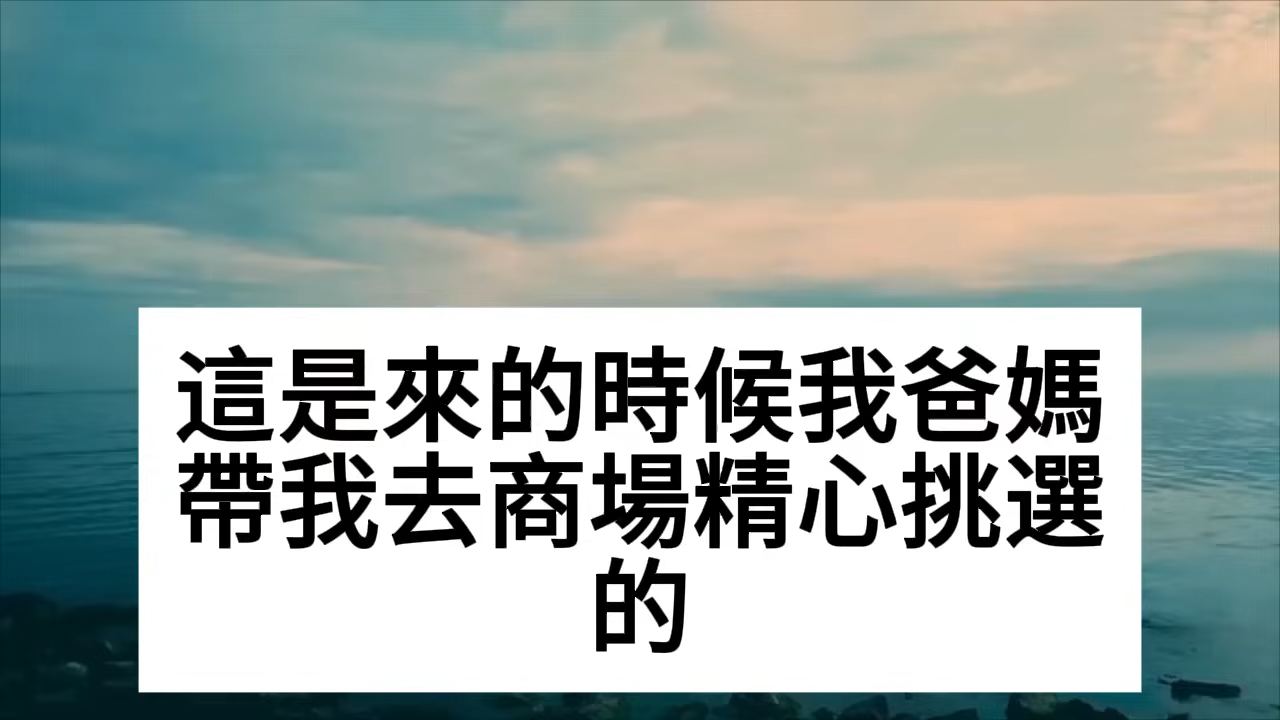 這是來的時候我爸媽
帶我去商場精心挑選
的